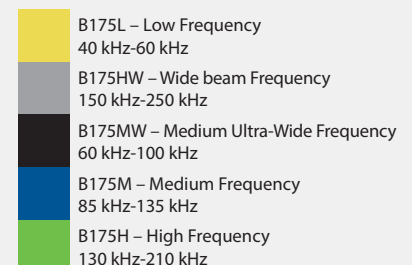 B175L – Low Frequency
40 kHz-60 kHz
B175HW – Wide beam Frequency
150 kHz-250 kHz
B175MW – Medium Ultra-Wide Frequency
60 kHz-100 kHz
B175M – Medium Frequency
85 kHz-135 kHz
B175H – High Frequency
130 kHz-210 kHz